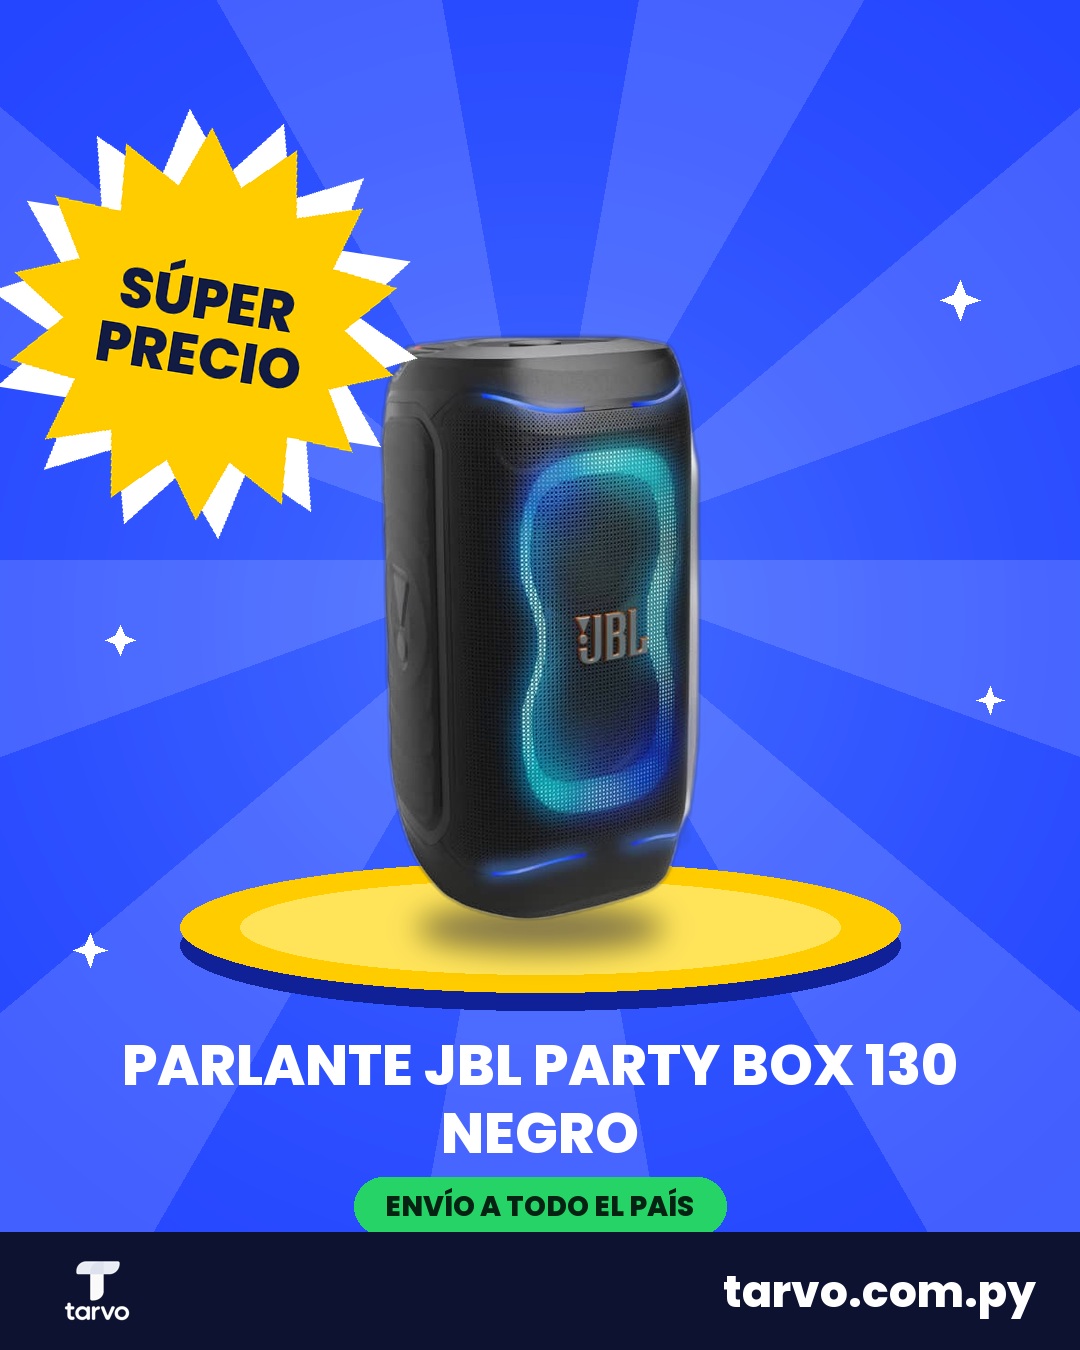 SÚPER
PRECIO
JBL
PARLANTE JBL PARTY BOX 130
NEGRO
ENVÍO A TODO EL PAÍS
tarvo
tarvo.com.py